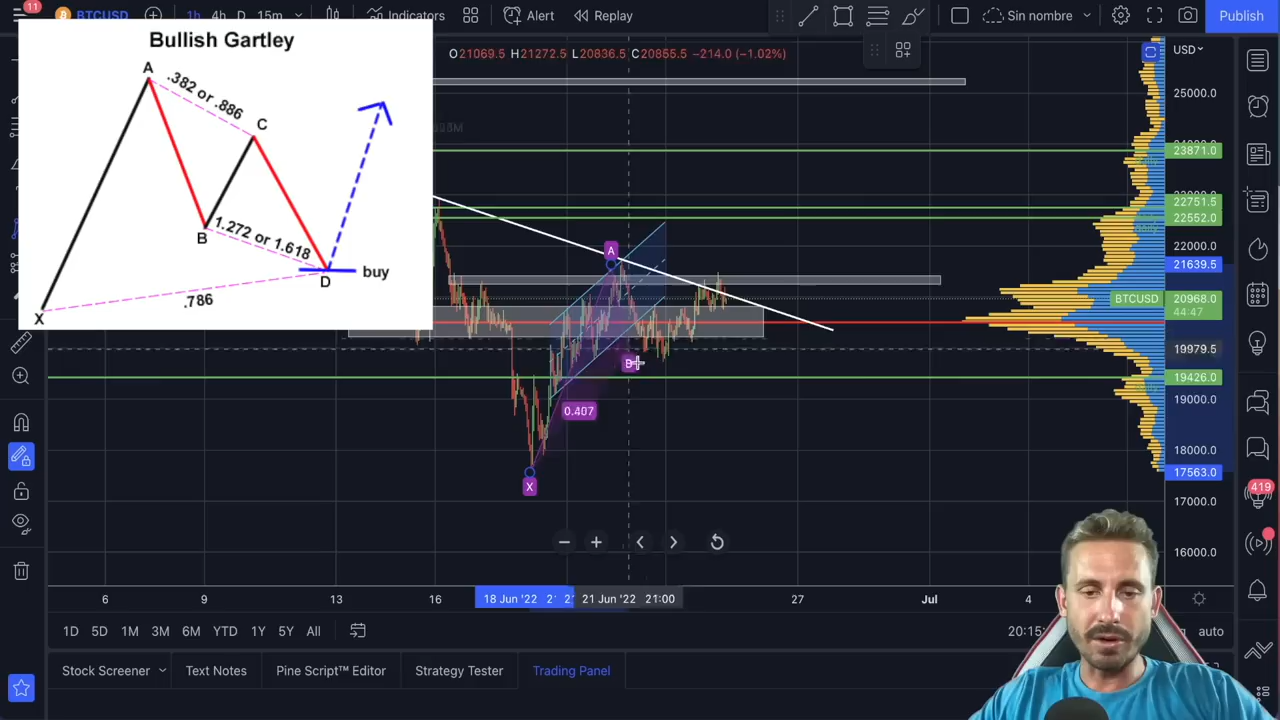 11
BTCUSD
1h 4h D 15m
Indicators
Alert
Replay
Sin nombre
Publish
Bullish Gartley
A
.382 or .886
C
B
1.272 or 1.618
D
buy
.786
X
O21069.5 H21272.5 L20836.5 C20855.5 −214.0 (−1.02%)
USD
25000.0
23871.0
22751.5
22552.0
22000.0
BTCUSD 20968.0
44:47
19979.5
19426.0
19000.0
18000.0
17563.0
17000.0
16000.0
A
B
0.407
X
419
6 9 13 16 18 Jun '22 21 Jun '22 21:00 27 Jul 4
1D 5D 1M 3M 6M YTD 1Y 5Y All
20:15
auto
Stock Screener Text Notes Pine Script™ Editor Strategy Tester Trading Panel